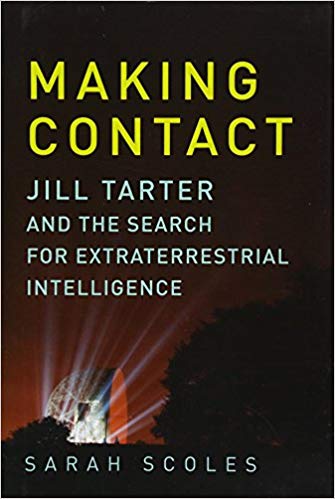 MAKING
CONTACT
JILL TARTER
AND THE SEARCH
FOR EXTRATERRESTRIAL
INTELLIGENCE
SARAH SCOLES